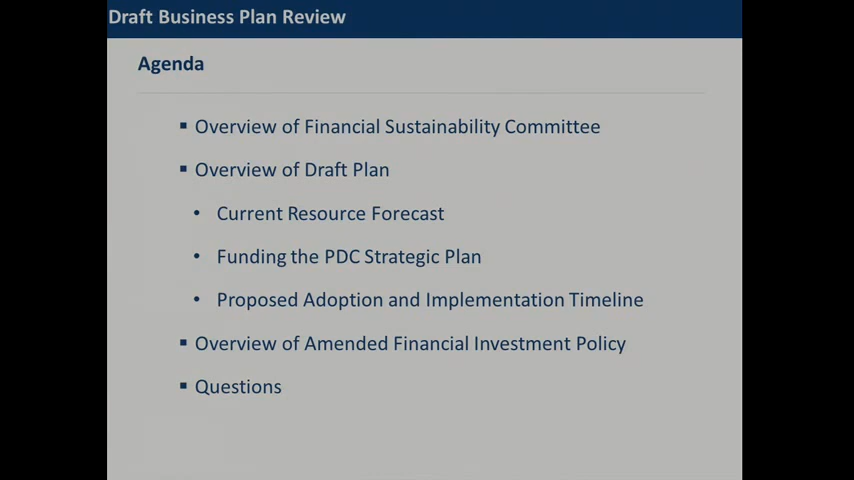 Draft Business Plan Review
Agenda
▪ Overview of Financial Sustainability Committee
▪ Overview of Draft Plan
• Current Resource Forecast
• Funding the PDC Strategic Plan
• Proposed Adoption and Implementation Timeline
▪ Overview of Amended Financial Investment Policy
▪ Questions